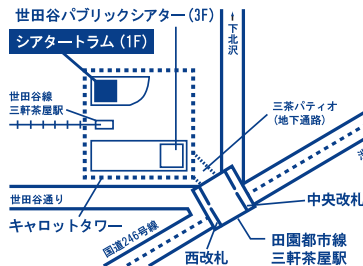 世田谷パブリックシアター（3F）
シアタートラム（1F）
↓下北沢
世田谷線
三軒茶屋駅
三茶パティオ
（地下通路）
世田谷通り
キャロットタワー
国道246号線
西改札
中央改札
田園都市線
三軒茶屋駅